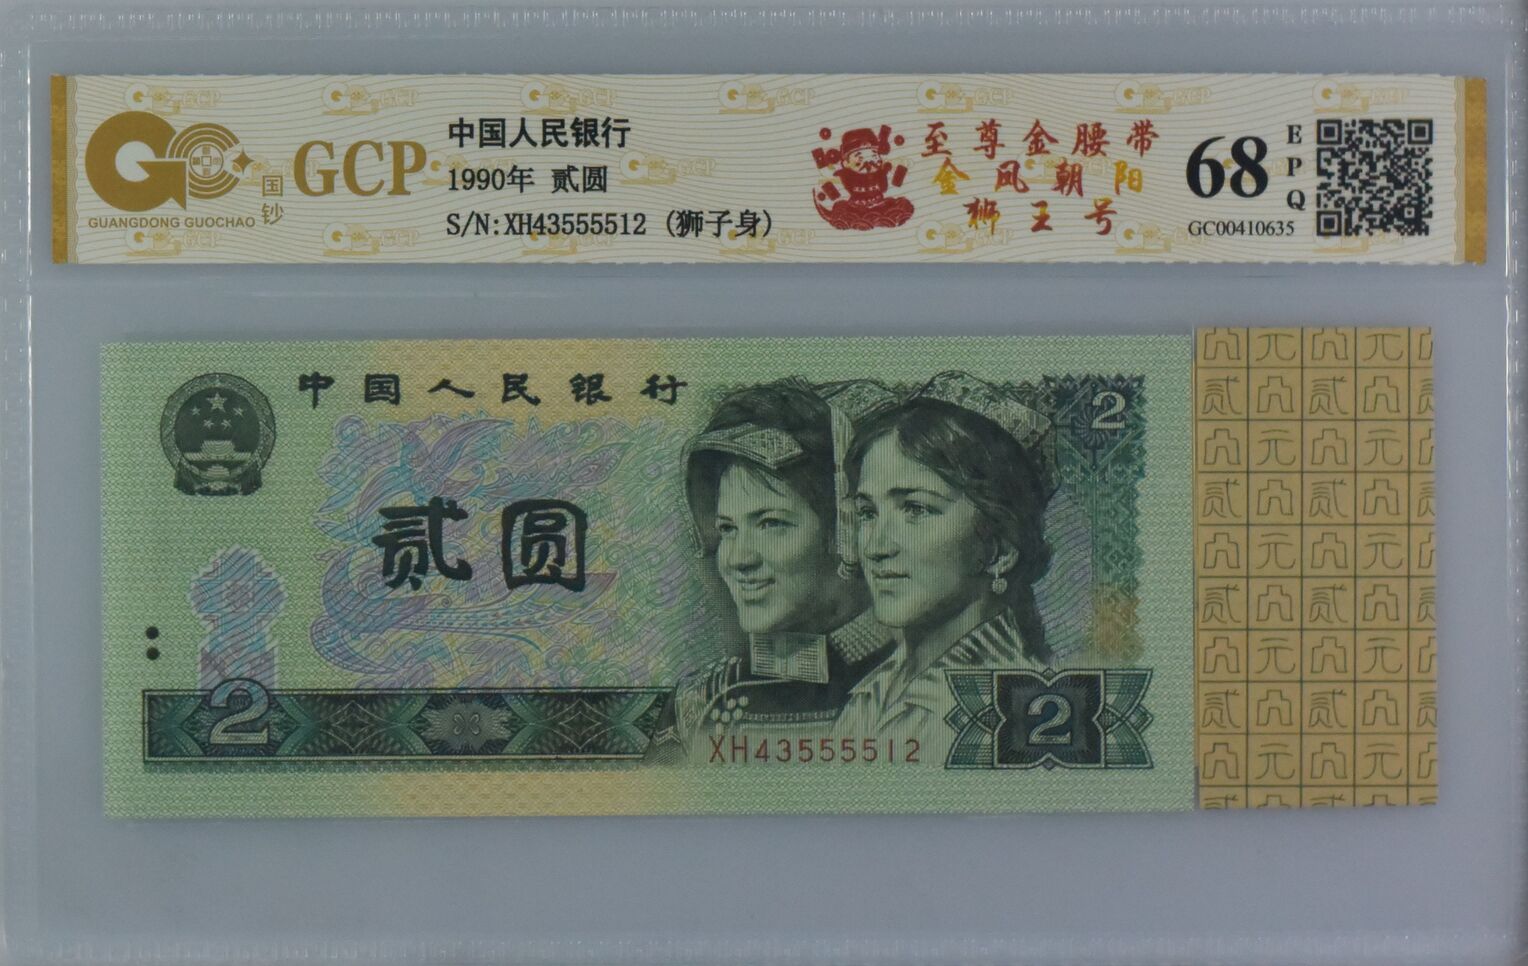 GCP
国钞
GUANGDONG GUOCHAO
中国人民银行
1990年 贰圆
S/N:XH43555512 (狮子身)
至尊金腰带
金凤朝阳
狮王号
68
EPQ
GC00410635
中国人民银行
2
贰圆
2
XH43555512
2